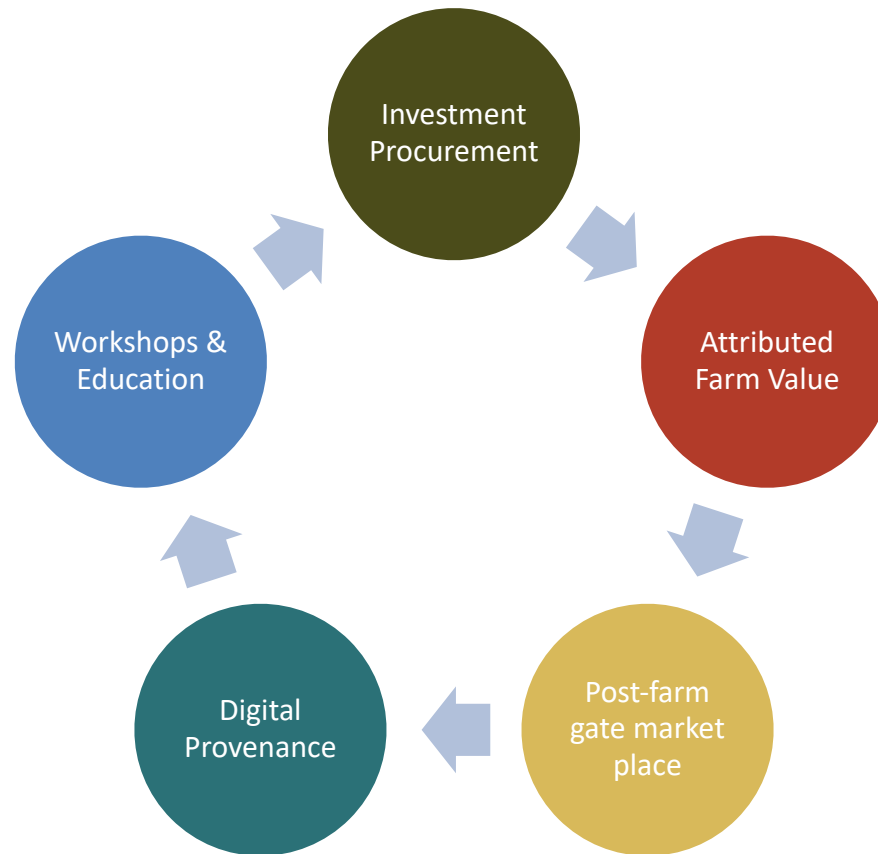 Investment
Procurement
Attributed
Farm Value
Post-farm
gate market
place
Digital
Provenance
Workshops &
Education